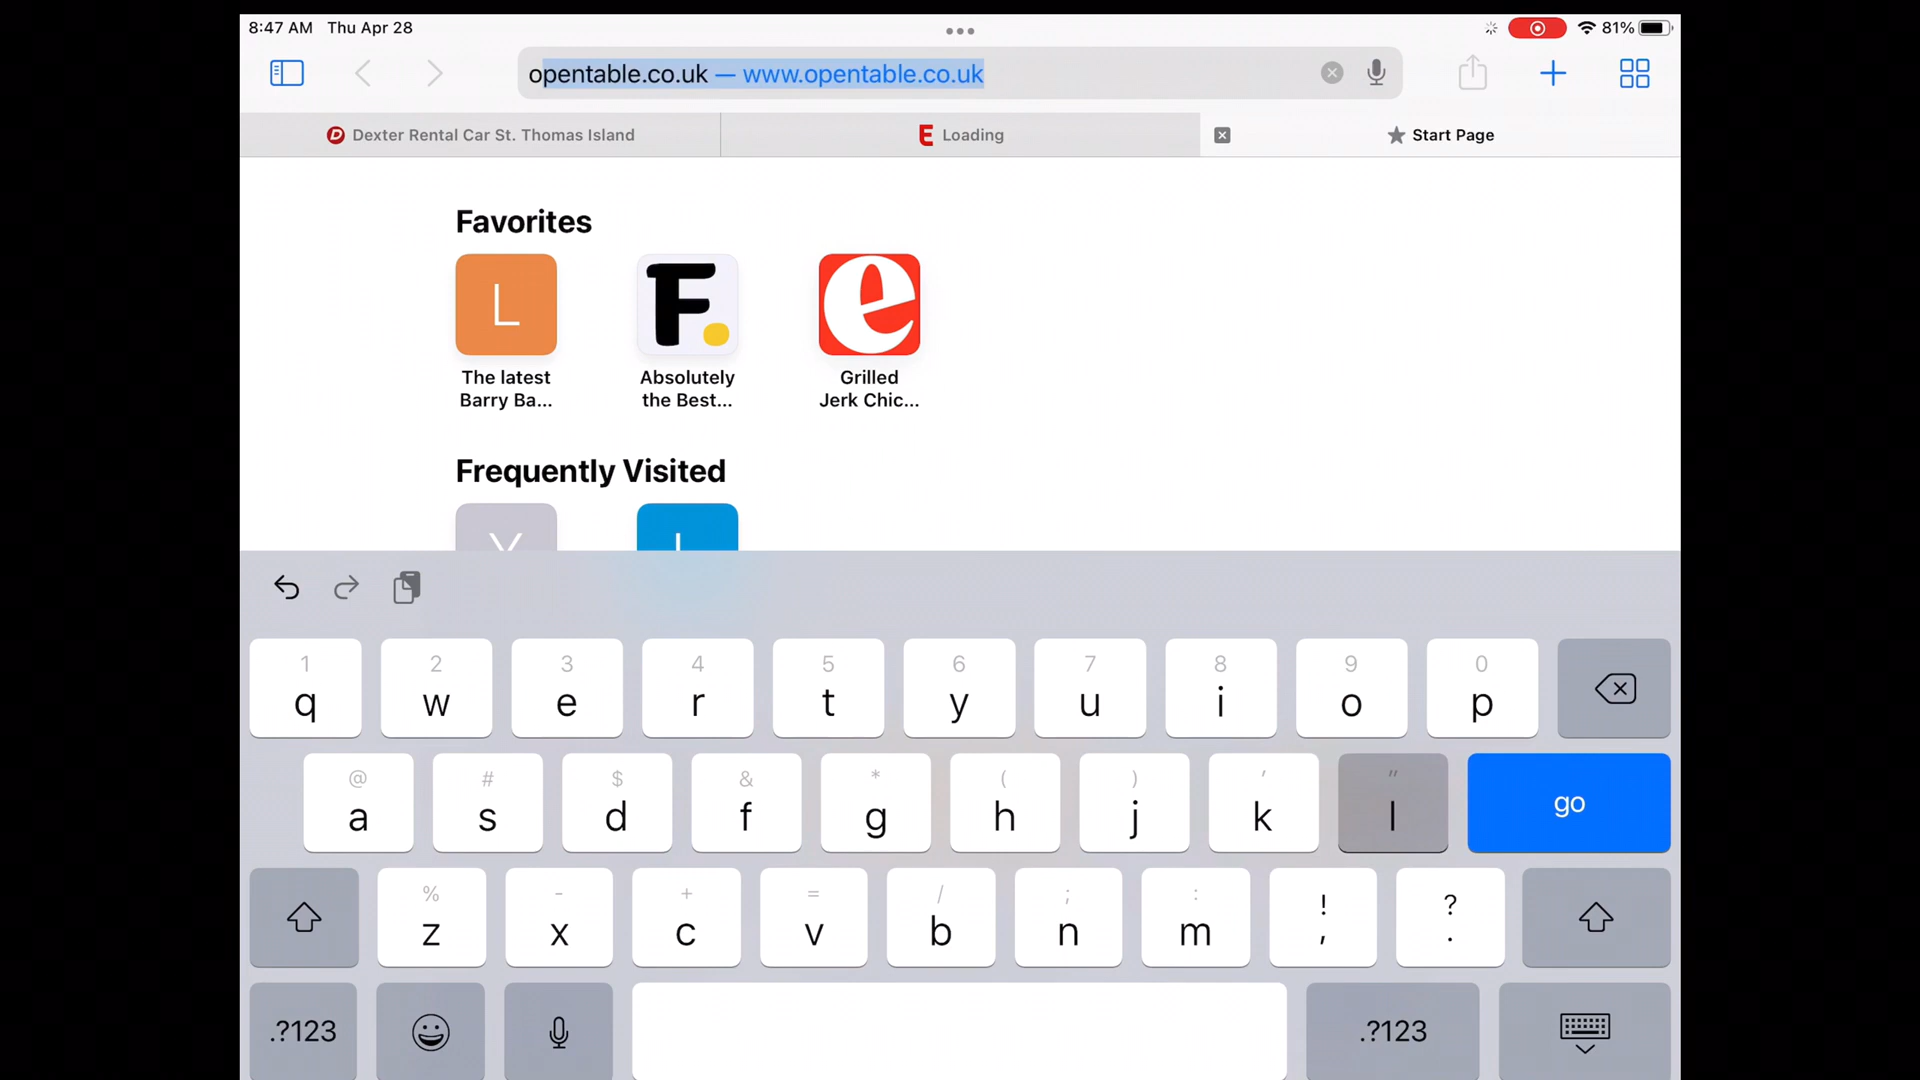 8:47 AM Thu Apr 28
81%
opentable.co.uk — www.opentable.co.uk
Dexter Rental Car St. Thomas Island
E Loading
Start Page
Favorites
L
F.
e
The latest
Barry Ba...
Absolutely
the Best...
Grilled
Jerk Chic...
Frequently Visited
Y
L
1 2 3 4 5 6 7 8 9 0
q w e r t y u i o p
@ # $ & * ( ) ' "
a s d f g h j k l
go
% - + = / ; : ! ?
z x c v b n m , .
.?123
.?123